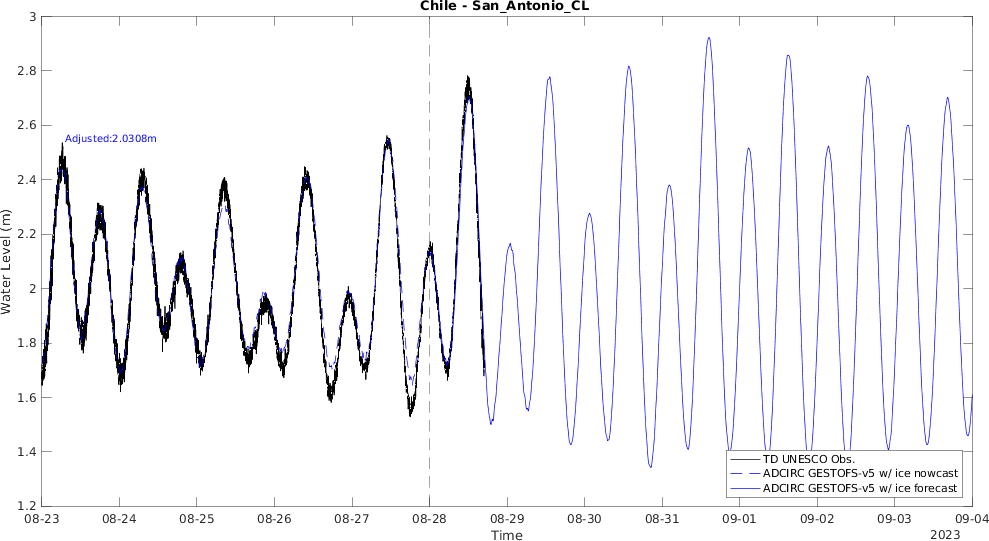 Chile - San_Antonio_CL
3
2.8
2.6
2.4
2.2
2
1.8
1.6
1.4
1.2
Water Level (m)
Adjusted:2.0308m
TD UNESCO Obs.
ADCIRC GESTOFS-v5 w/ ice nowcast
ADCIRC GESTOFS-v5 w/ ice forecast
08-23 08-24 08-25 08-26 08-27 08-28 08-29 08-30 08-31 09-01 09-02 09-03 09-04
Time
2023